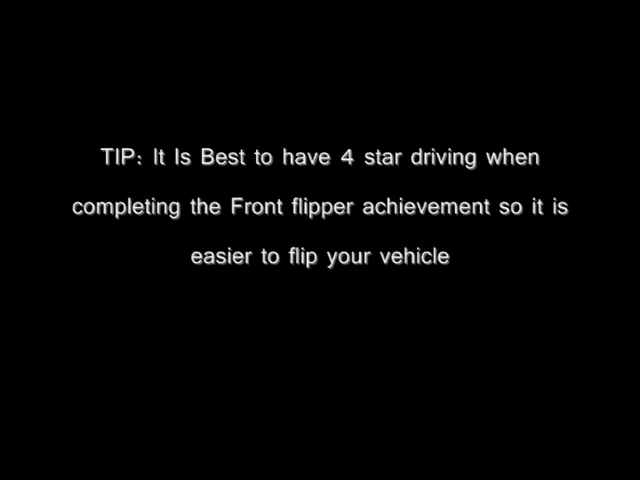 TIP: It Is Best to have 4 star driving when
completing the Front flipper achievement so it is
easier to flip your vehicle